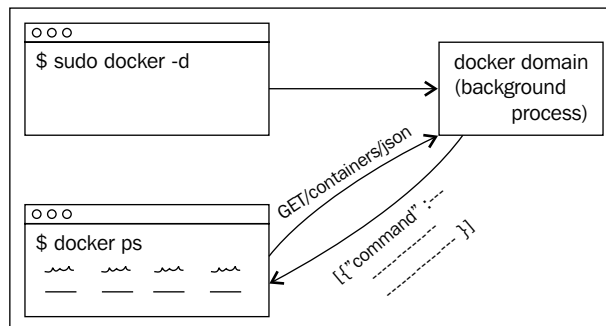 $ sudo docker -d
docker domain
(background
process)
GET/containers/json
$ docker ps
[{"command" :---
}]